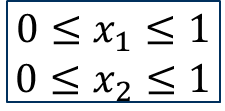 0 ≤ x₁ ≤ 1
0 ≤ x₂ ≤ 1